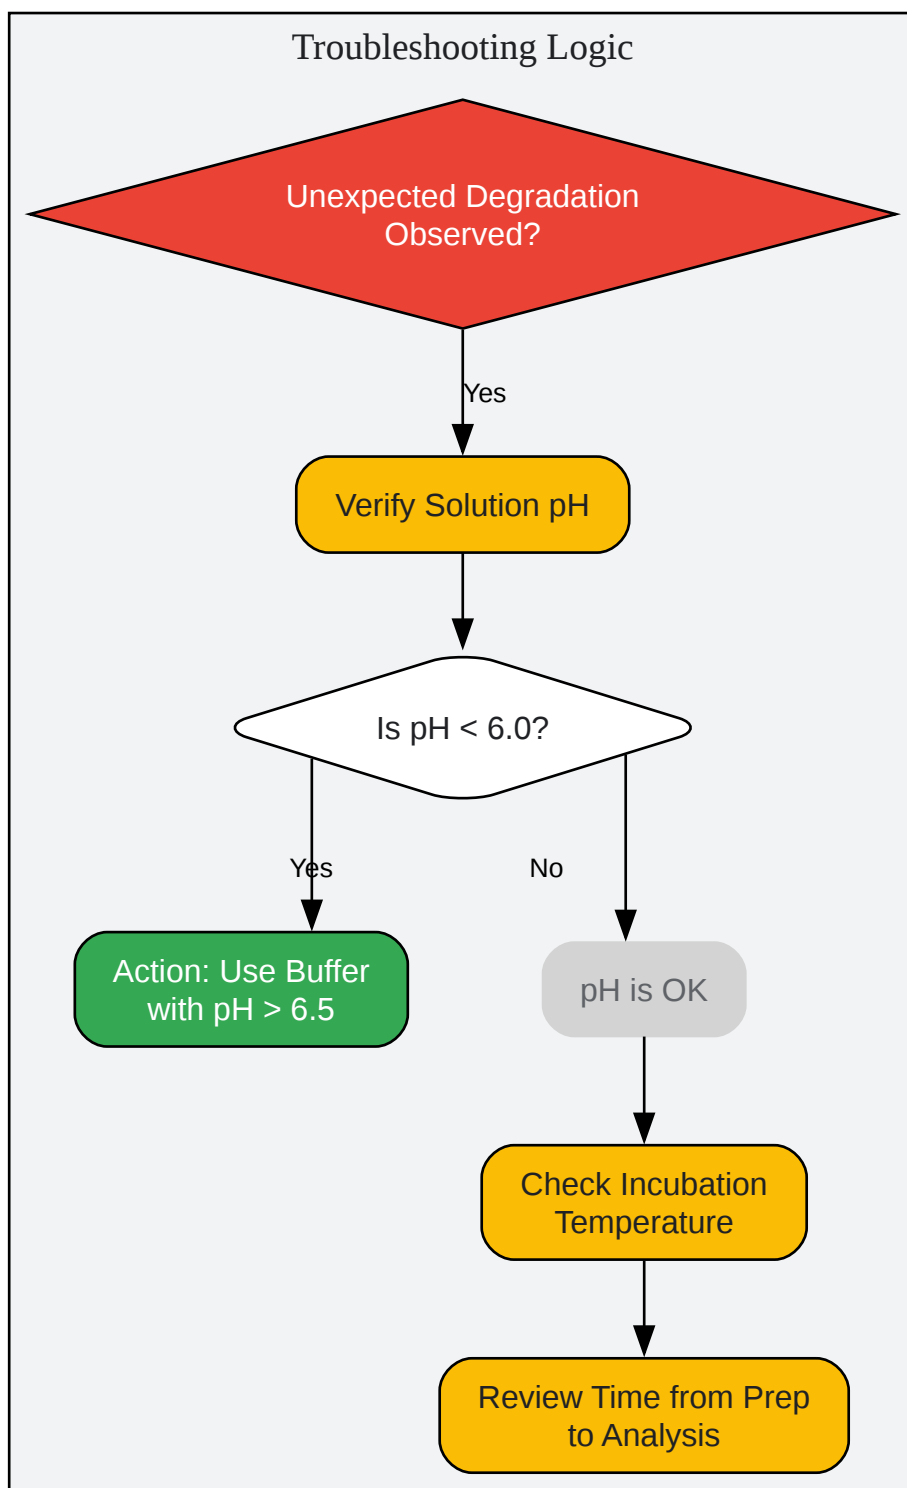 Troubleshooting Logic
Unexpected Degradation
Observed?
Yes
Verify Solution pH
Is pH < 6.0?
Yes
No
Action: Use Buffer
with pH > 6.5
pH is OK
Check Incubation
Temperature
Review Time from Prep
to Analysis